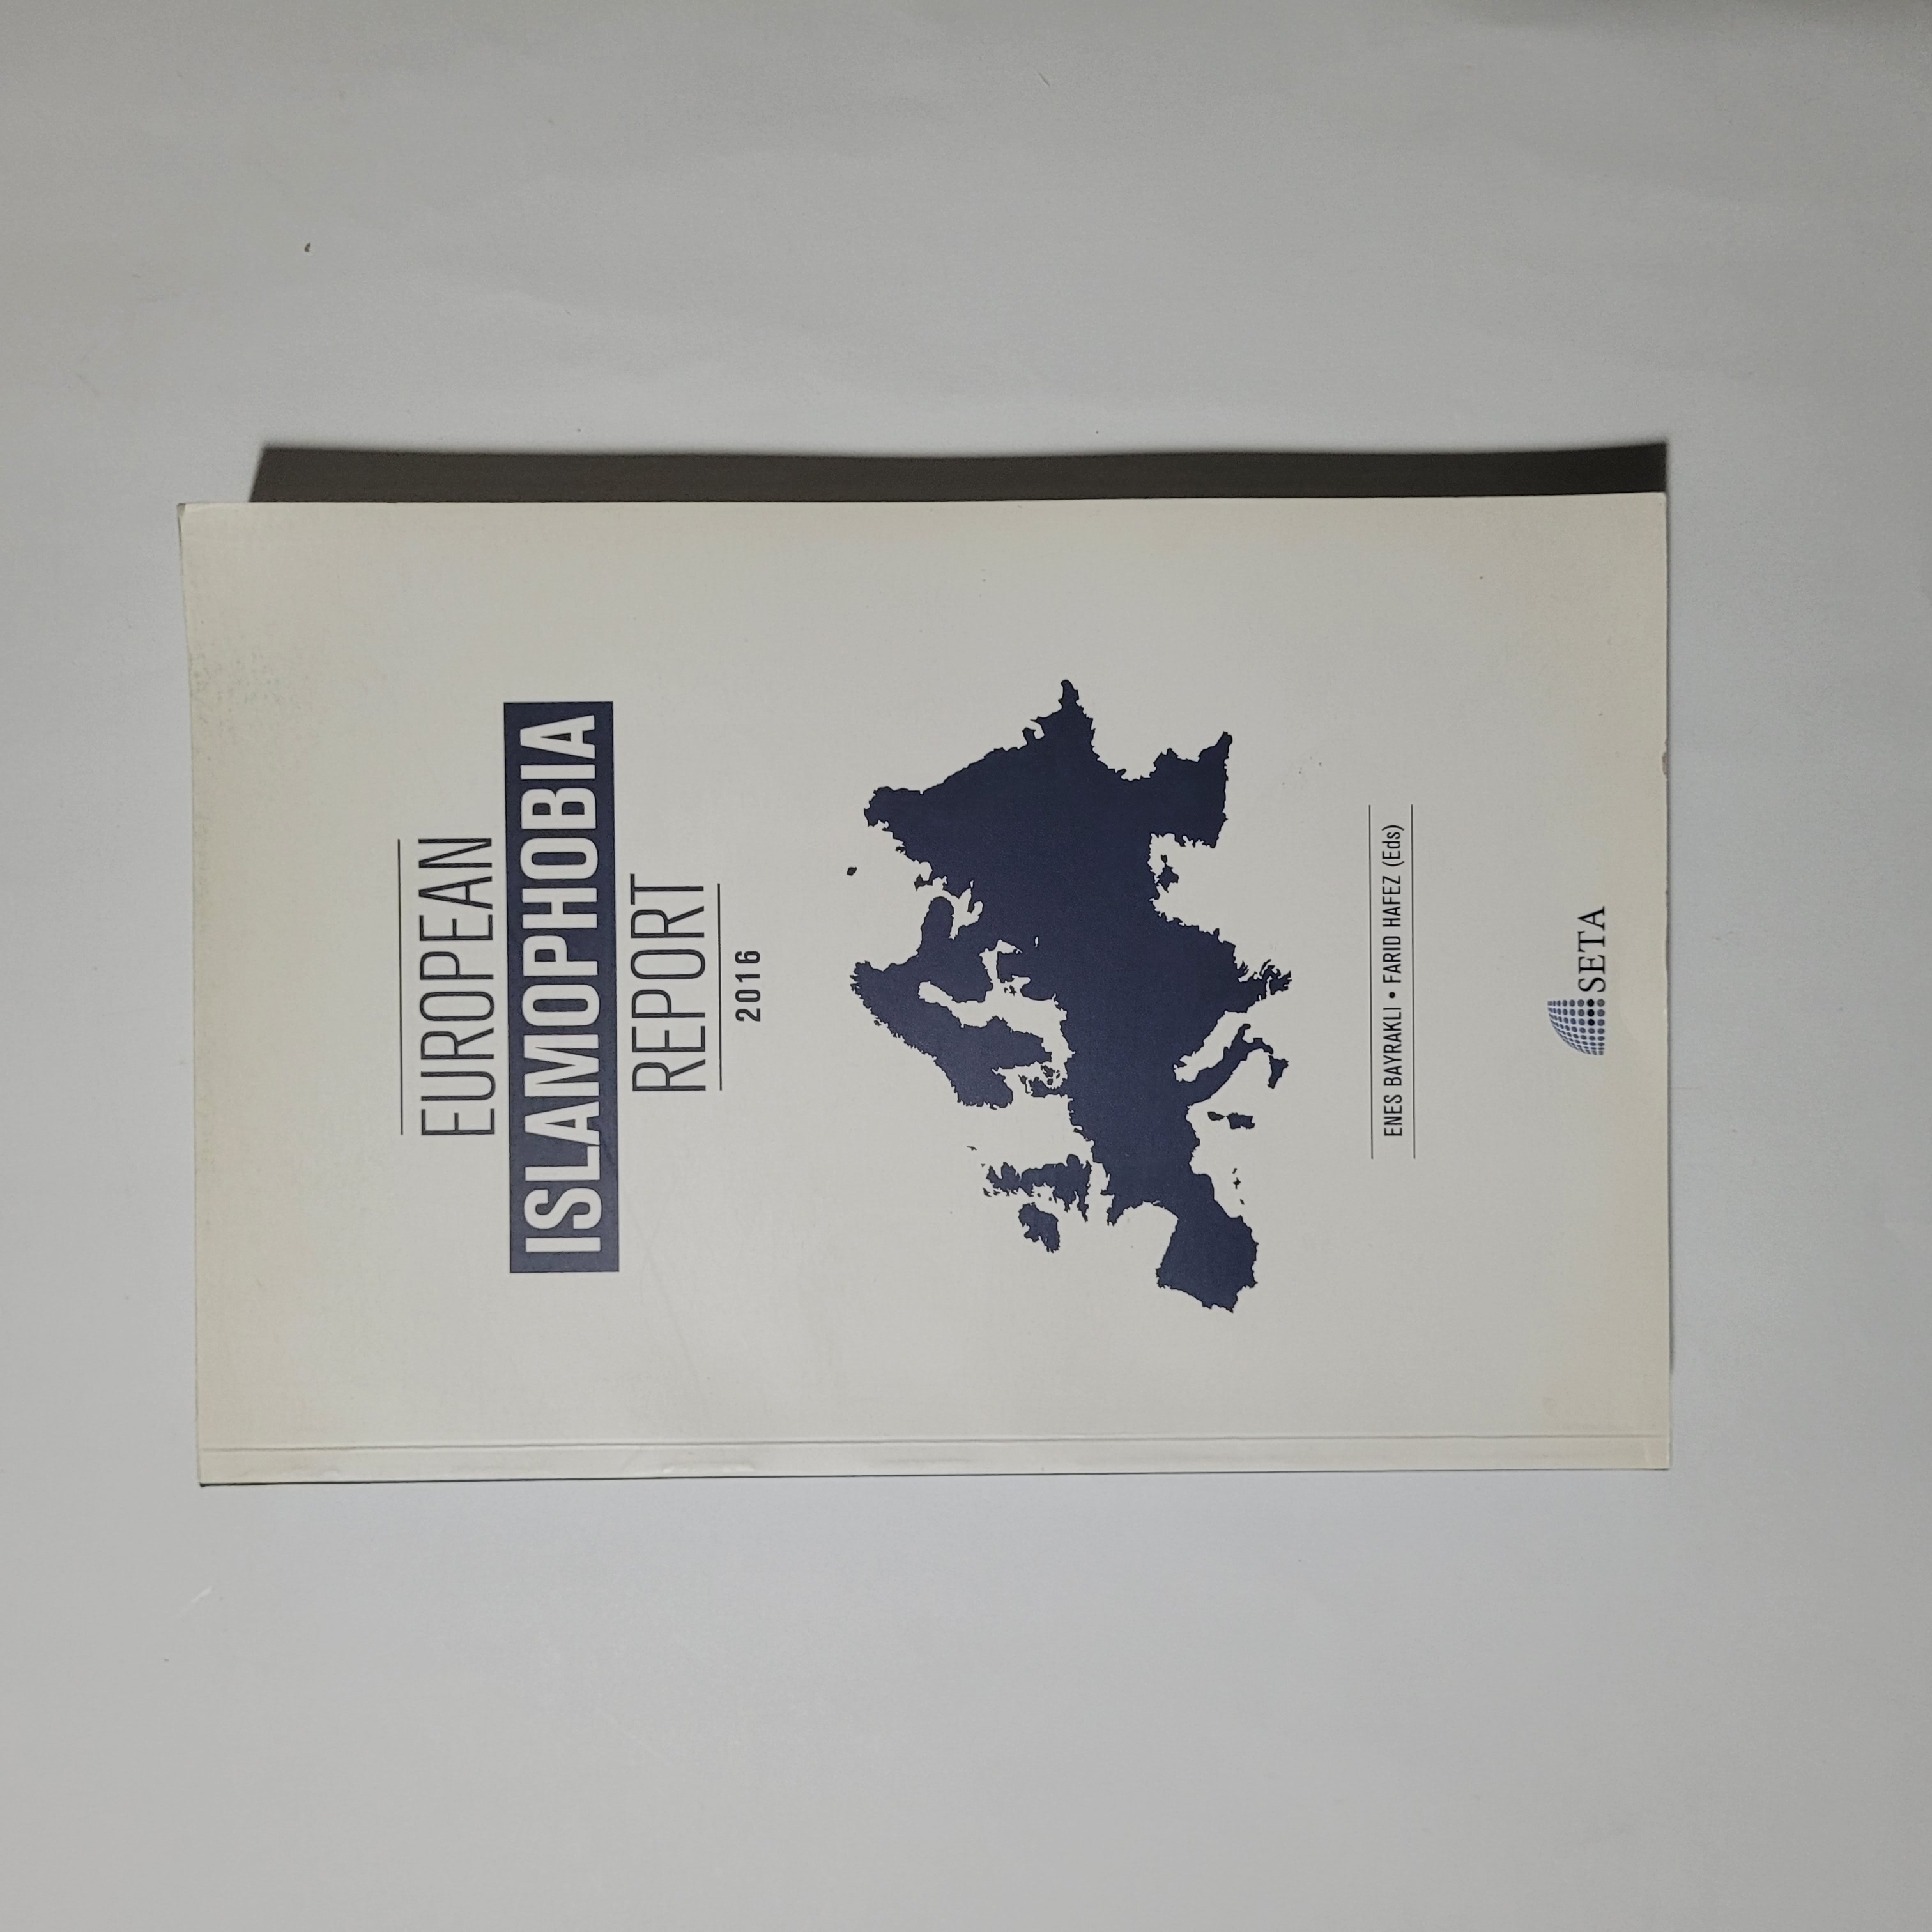 EUROPEAN
ISLAMOPHOBIA
REPORT
2016
ENES BAYRAKLI • FARID HAFEZ (Eds)
SETA